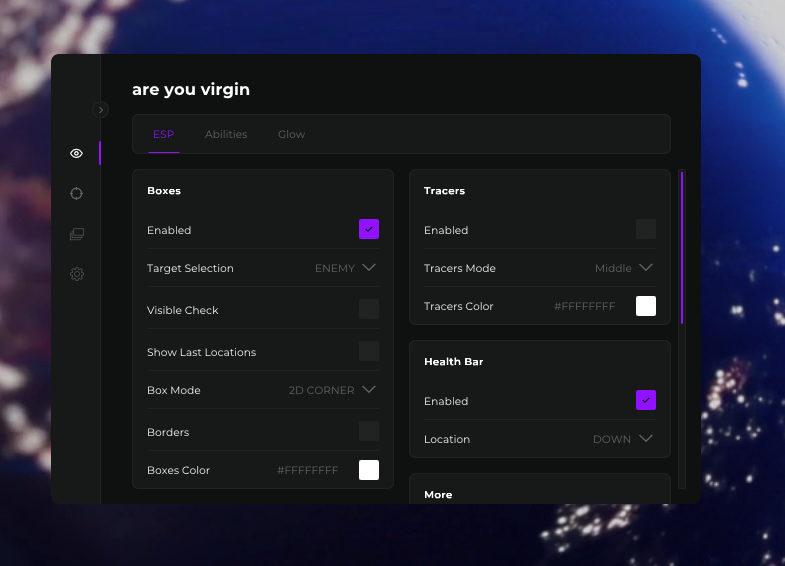 are you virgin
ESP Abilities Glow
Boxes
Enabled
Target Selection ENEMY
Visible Check
Show Last Locations
Box Mode 2D CORNER
Borders
Boxes Color #FFFFFFFF
Tracers
Enabled
Tracers Mode Middle
Tracers Color #FFFFFFFF
Health Bar
Enabled
Location DOWN
More